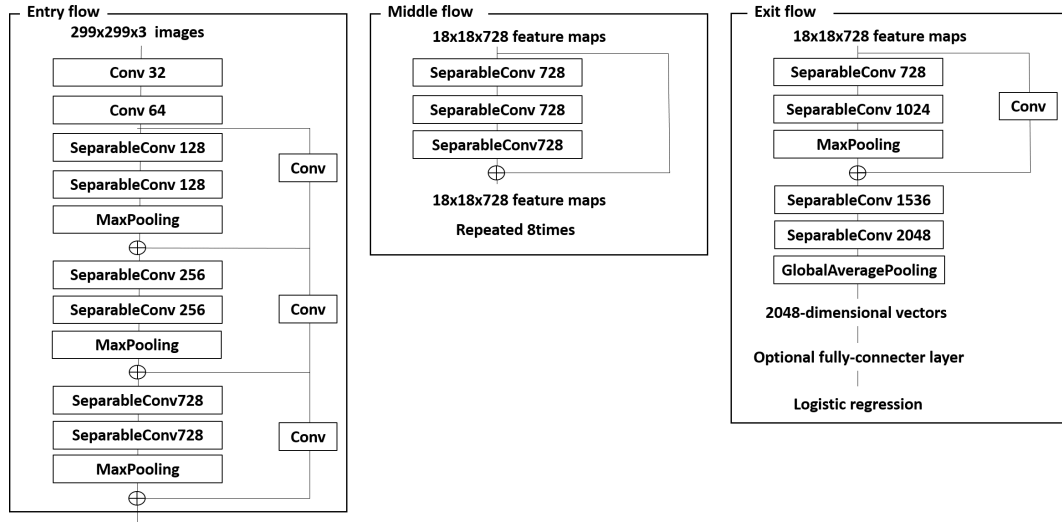 Entry flow
299x299x3 images
Conv 32
Conv 64
SeparableConv 128
SeparableConv 128
MaxPooling
Conv
SeparableConv 256
SeparableConv 256
MaxPooling
Conv
SeparableConv728
SeparableConv728
MaxPooling
Conv
Middle flow
18x18x728 feature maps
SeparableConv 728
SeparableConv 728
SeparableConv728
18x18x728 feature maps
Repeated 8times
Exit flow
18x18x728 feature maps
SeparableConv 728
SeparableConv 1024
MaxPooling
Conv
SeparableConv 1536
SeparableConv 2048
GlobalAveragePooling
2048-dimensional vectors
Optional fully-connecter layer
Logistic regression